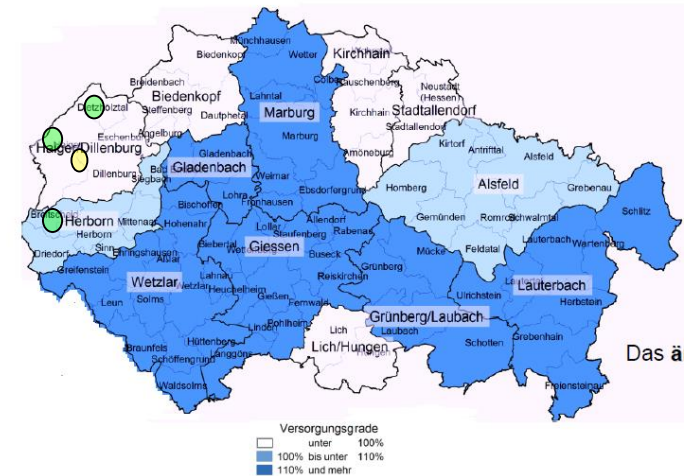 Münchhausen
Biedenkopf
Wetter
Kirchhain
Cölbe
Rauschenberg
Breidenbach
Biedenkopf
Steffenberg
Lahntal
Neustadt
(Hessen)
Dietzhölztal
Dautphetal
Marburg
Kirchhain
Stadtallendorf
Stadtallendorf
Eschenburg
Angelburg
Marburg
Haiger/Dillenburg
Gladenbach
Amöneburg
Kirtorf
Antrifftal
Alsfeld
Dillenburg
Bad
Siegbach
Gladenbach
Weimar
Ebsdorfergrund
Homberg
Alsfeld
Grebenau
Lohra
Fronhausen
Bischoffen
Breitscheid
Herborn
Mittenaar
Hohenahr
Allendorf
Gemünden
Romrod
Schwalmtal
Schlitz
Herborn
Lollar
Staufenberg
Rabenau
Sinn
Biebertal
Giessen
Mücke
Lauterbach
Wartenberg
Driedorf
Ehringshausen
Buseck
Feldatal
Greifenstein
Wetzlar
Lahnau
Reiskirchen
Grünberg
Lauterbach
Leun
Solms
Wetzlar
Heuchelheim
Ulrichstein
Herbstein
Gießen
Fernwald
Grünberg/Laubach
Pohlheim
Linden
Lich
Laubach
Braunfels
Hüttenberg
Langgöns
Lich/Hungen
Hungen
Schotten
Grebenhain
Schöffengrund
Das ä
Waldsolms
Freiensteinau
Versorgungsgrade
unter 100%
100% bis unter 110%
110% und mehr